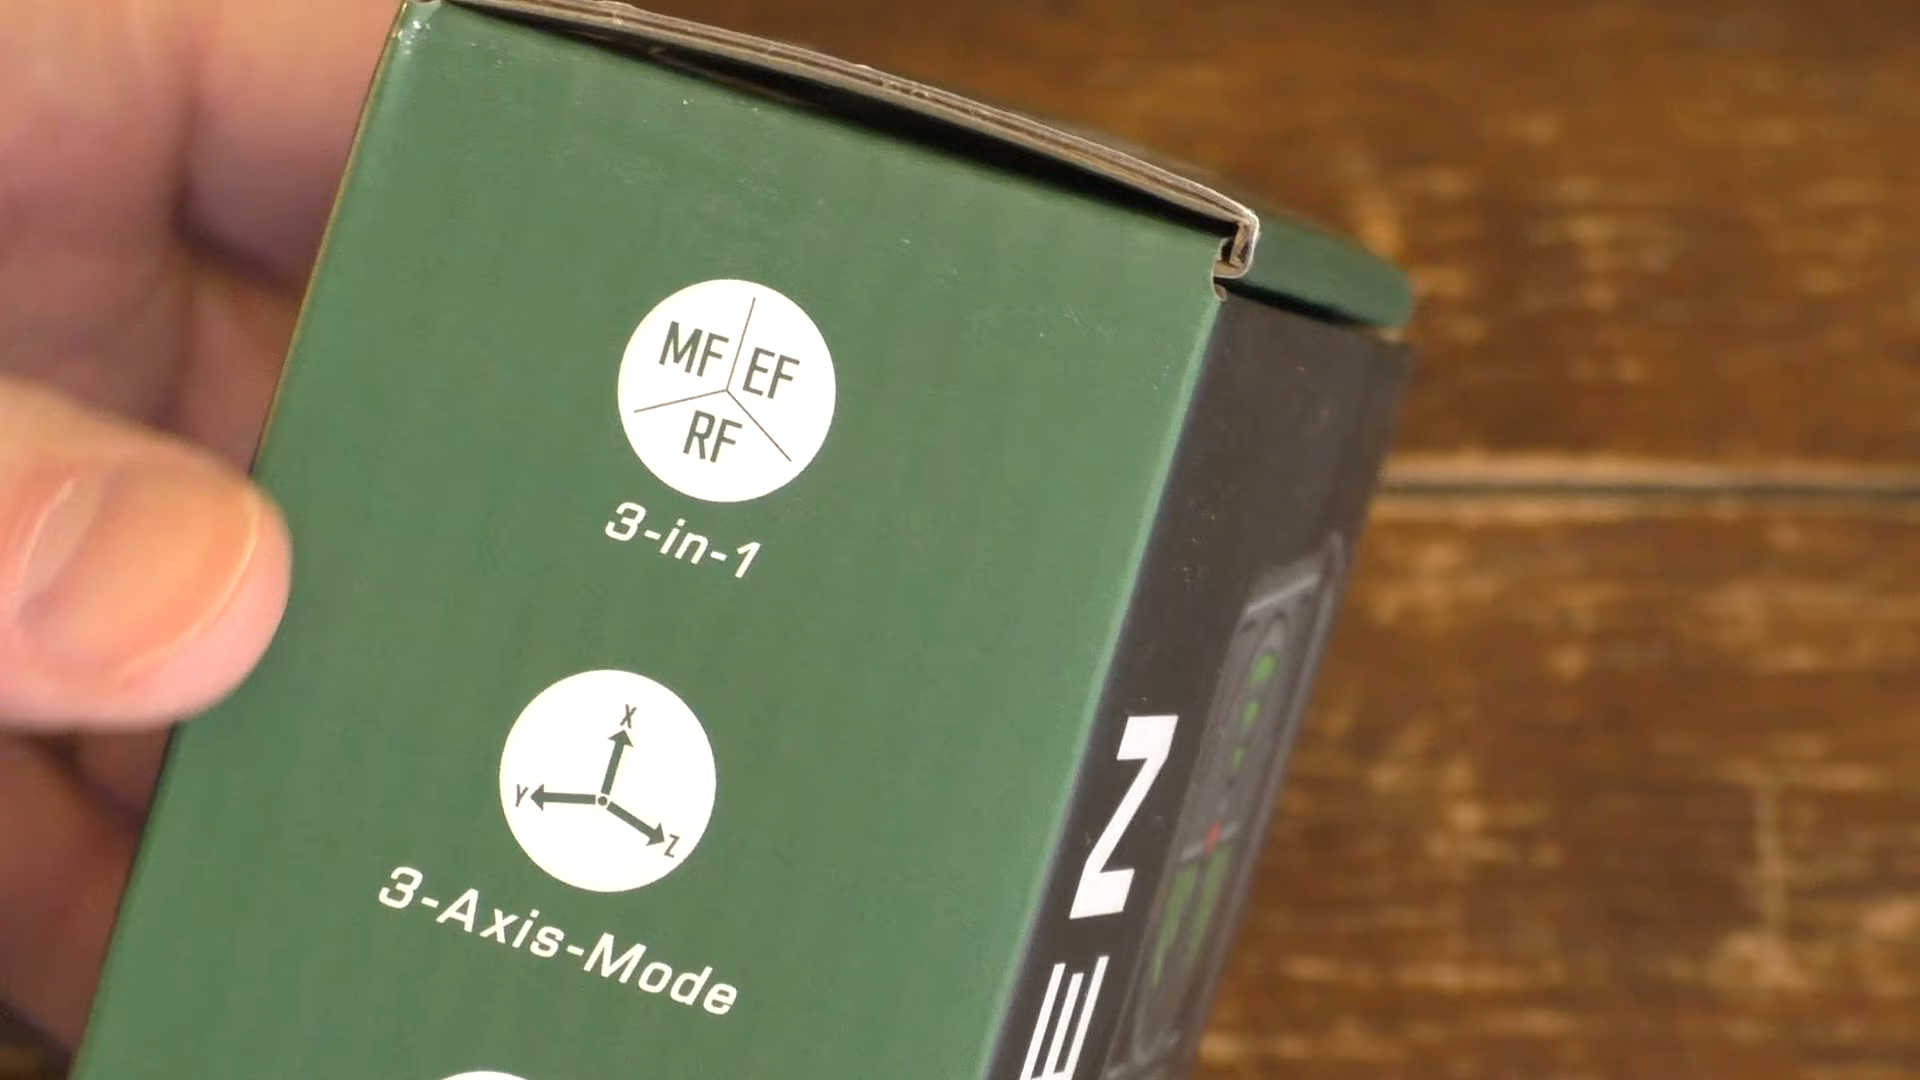 MF EF
RF
3-in-1
X
Y
Z
3-Axis-Mode
Z